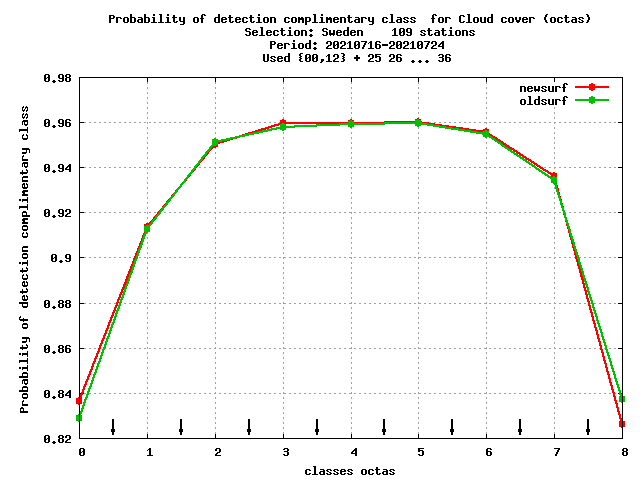 Probability of detection complimentary class  for Cloud cover (octas)
Selection: Sweden    109 stations
Period: 20210716-20210724
Used {00,12} + 25 26 ... 36
newsurf
oldsurf
Probability of detection complimentary class
0.98
0.96
0.94
0.92
0.9
0.88
0.86
0.84
0.82
0 1 2 3 4 5 6 7 8
classes octas